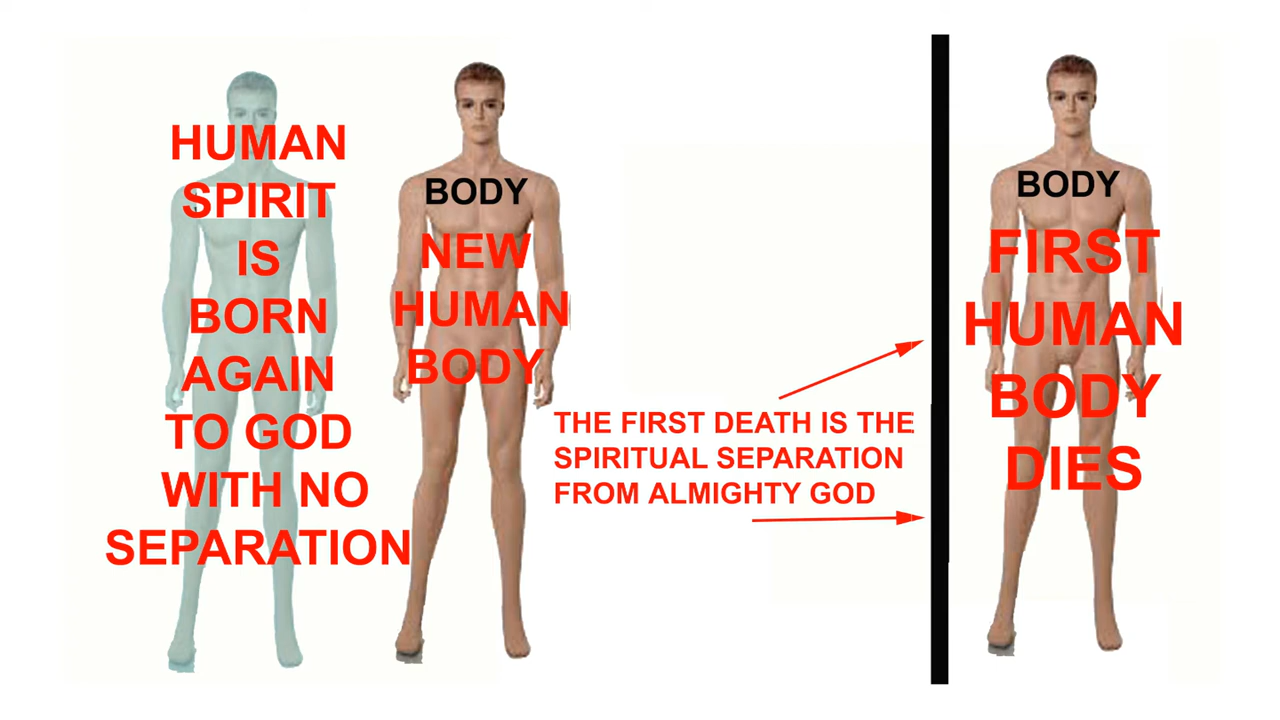 HUMAN
SPIRIT
IS
BORN
AGAIN
TO GOD
WITH NO
SEPARATION
BODY
NEW
HUMAN
BODY
THE FIRST DEATH IS THE
SPIRITUAL SEPARATION
FROM ALMIGHTY GOD
BODY
FIRST
HUMAN
BODY
DIES